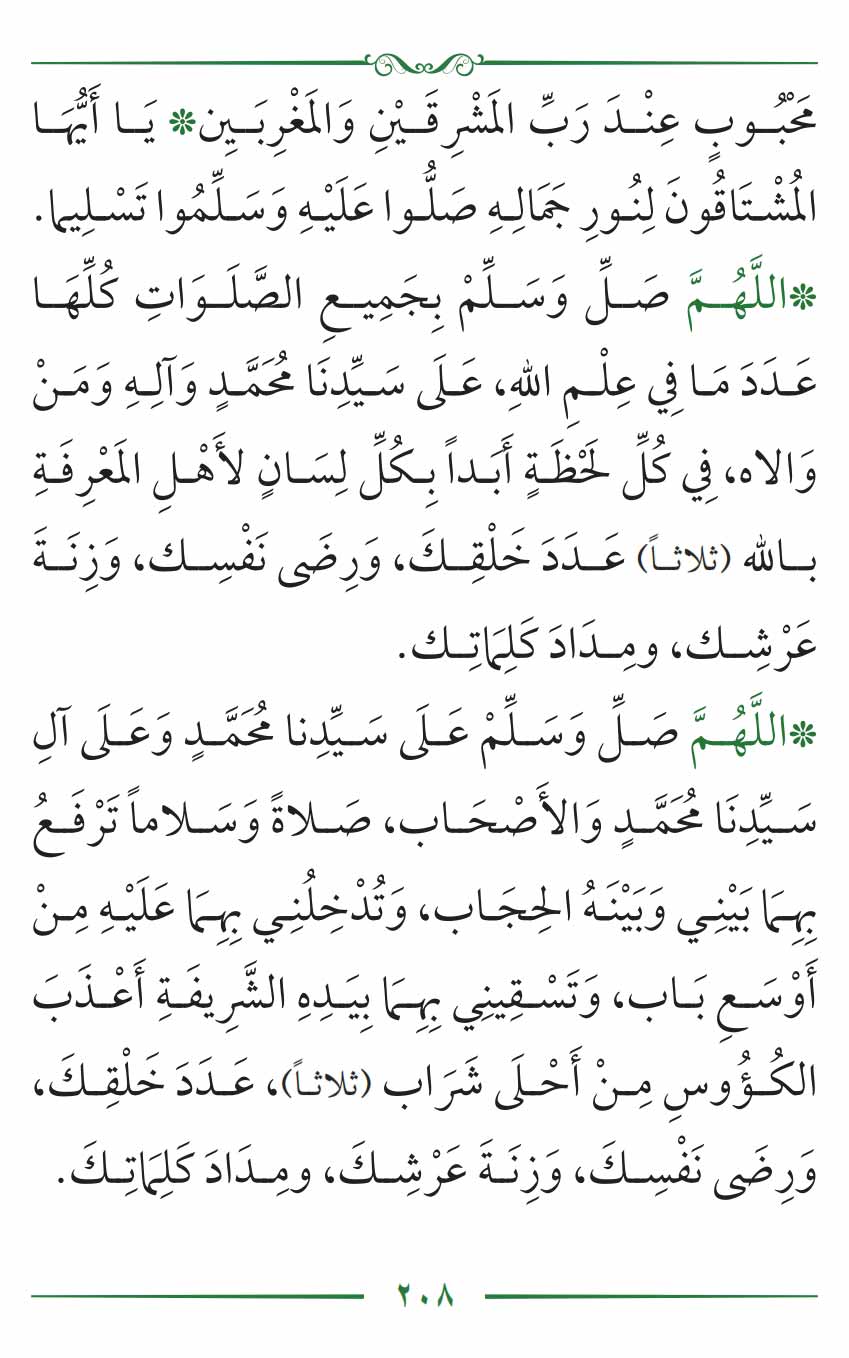 مَحْبُوبٍ عِنْدَ رَبِّ المَشْرِقَيْنِ وَالمَغْرِبَيِن❊ يَا أَيُّهَا
المُشْتَاقُونَ لِنُورِ جَمَالِهِ صَلُّوا عَلَيْهِ وَسَلِّمُوا تَسْلِيما.
❊اللَّهُمَّ صَلِّ وَسَلِّمْ بِجَمِيعِ الصَّلَوَاتِ كُلِّهَا
عَدَدَ مَا فِي عِلْمِ اللهِ، عَلَى سَيِّدِنَا مُحَمَّدٍ وَآلِهِ وَمَنْ
وَالاه، فِي كُلِّ لَحْظَةٍ أَبَداً بِكُلِّ لِسَانٍ لأَهْلِ المَعْرِفَةِ
بالله (ثلاثاً) عَدَدَ خَلْقِكَ، وَرِضَى نَفْسِك، وَزِنَةَ
عَرْشِك، ومِدَادَ كَلِمَاتِك.
❊اللَّهُمَّ صَلِّ وَسَلِّمْ عَلَى سَيِّدِنا مُحَمَّدٍ وَعَلَى آلِ
سَيِّدِنَا مُحَمَّدٍ وَالأَصْحَاب، صَلاةً وَسَلاماً تَرْفَعُ
بِهِمَا بَيْنِي وَبَيْنَهُ الحِجَاب، وَتُدْخِلُنِي بِهِمَا عَلَيْهِ مِنْ
أَوْسَعِ بَاب، وَتَسْقِينِي بِهِمَا بِيَدِهِ الشَّرِيفَةِ أَعْذَبَ
الكُؤُوسِ مِنْ أَحْلَى شَرَاب (ثلاثاً)، عَدَدَ خَلْقِكَ،
وَرِضَى نَفْسِكَ، وَزِنَةَ عَرْشِكَ، ومِدَادَ كَلِمَاتِكَ.
٢٠٨